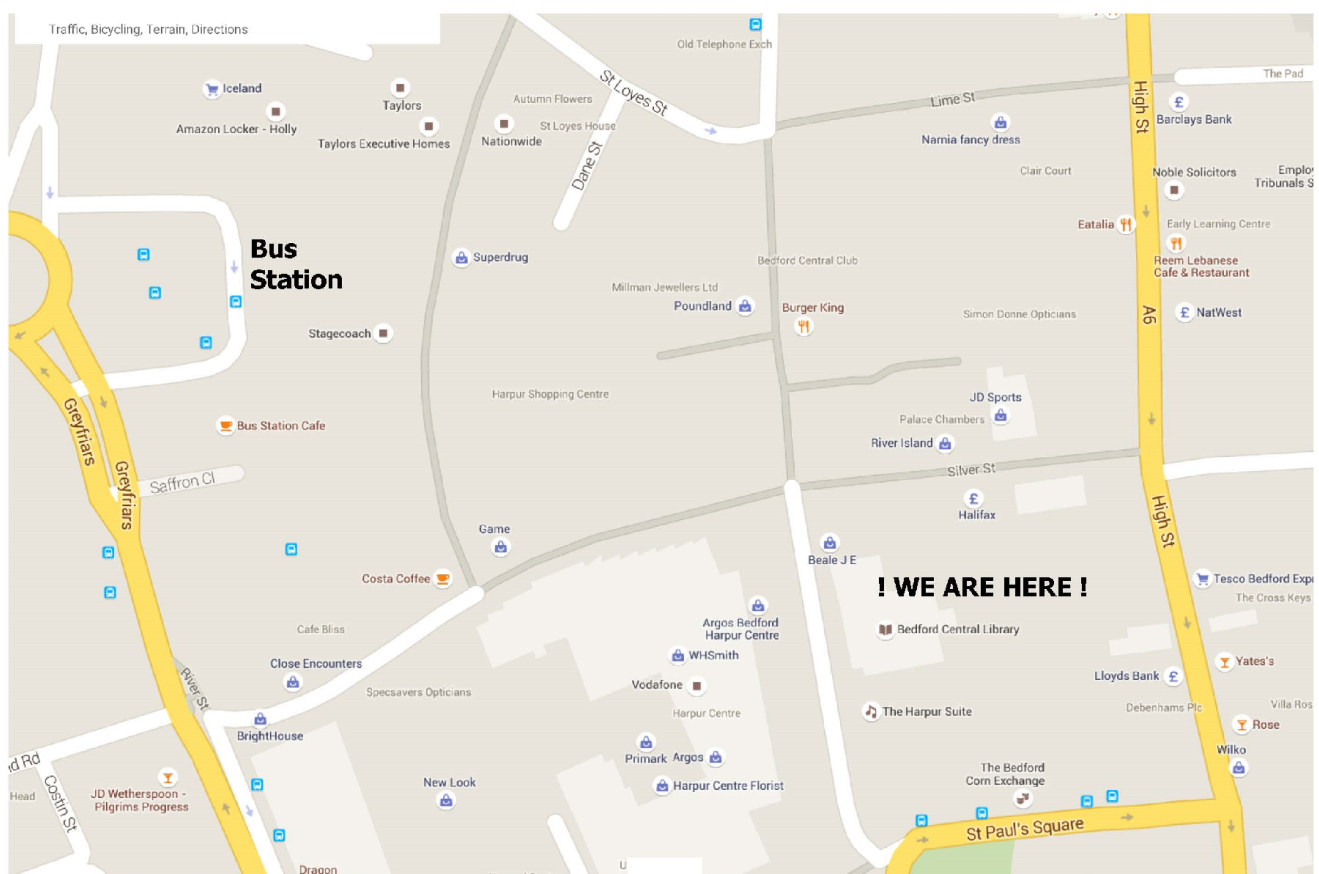 Traffic, Bicycling, Terrain, Directions
Old Telephone Exch
St Loyes St
The Pad
Iceland
Amazon Locker - Holly
Taylors
Taylors Executive Homes
Autumn Flowers
St Loyes House
Nationwide
Dane St
Lime St
Narnia fancy dress
High St
Barclays Bank
Clair Court
Noble Solicitors
Tribunals S
Eatalia
Early Learning Centre
Reem Lebanese
Cafe & Restaurant
Bus
Station
Superdrug
Bedford Central Club
Millman Jewellers Ltd
Poundland
Burger King
Simon Donne Opticians
A6
NatWest
Stagecoach
Harpur Shopping Centre
JD Sports
Palace Chambers
River Island
Greyfriars
Greyfriars
Bus Station Cafe
Saffron Cl
Silver St
Halifax
High St
Game
Beale J E
Costa Coffee
! WE ARE HERE !
Tesco Bedford Exp
The Cross Keys
Argos Bedford
Harpur Centre
Bedford Central Library
Cafe Bliss
WHSmith
Close Encounters
Yates's
River St
Specsavers Opticians
Vodafone
Lloyds Bank
Harpur Centre
The Harpur Suite
Debenhams Plc
Villa Ros
Rose
BrightHouse
Primark
Argos
Wilko
d Rd
Costin St
Head
JD Wetherspoon -
Pilgrims Progress
New Look
Harpur Centre Florist
The Bedford
Corn Exchange
St Paul's Square
Dragon
U